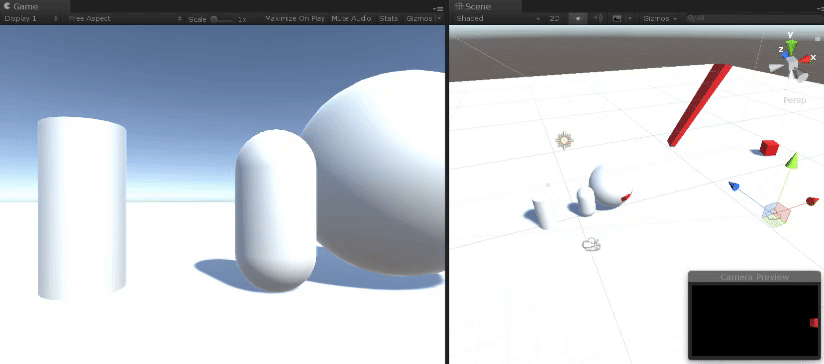 Game
Display 1 Free Aspect Scale 1x Maximize On Play Mute Audio Stats Gizmos
Scene
Shaded 2D Gizmos All
y
z x
Persp
Camera Preview